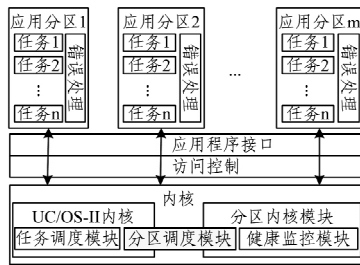 应用分区1 应用分区2 应用分区m
任务1 任务1 任务1
任务2 任务2 任务2
... ... ... ...
任务n 任务n 任务n
错误处理 错误处理 错误处理
应用程序接口
访问控制
内核
UC/OS-II内核 分区内核模块
任务调度模块 分区调度模块 健康监控模块